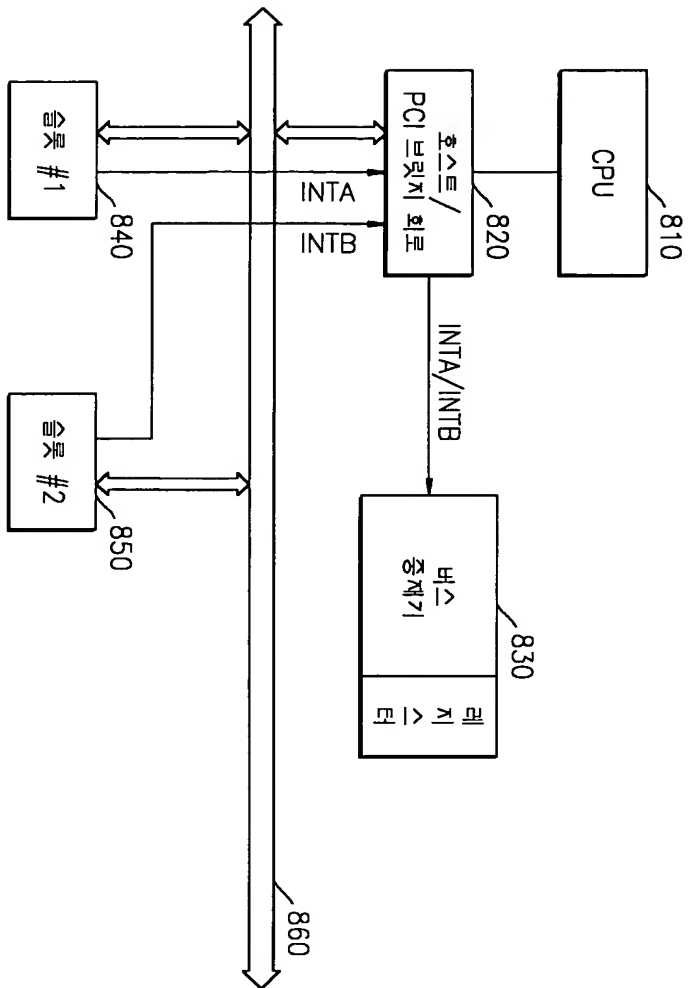 CPU
810
호스트/
PCI 브릿지 회로
820
INTA/INTB
버스
중재기
레지스터
830
INTA
INTB
슬롯 #1
840
슬롯 #2
850
860